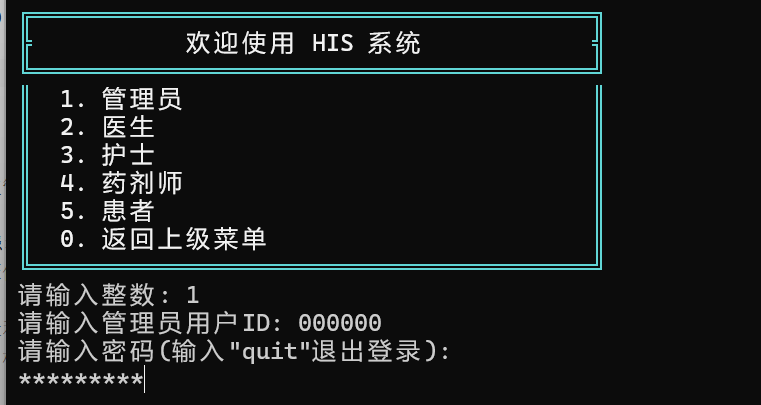 欢迎使用 HIS 系统
1. 管理员
2. 医生
3. 护士
4. 药剂师
5. 患者
0. 返回上级菜单
请输入整数: 1
请输入管理员用户ID: 000000
请输入密码(输入"quit"退出登录):
*********